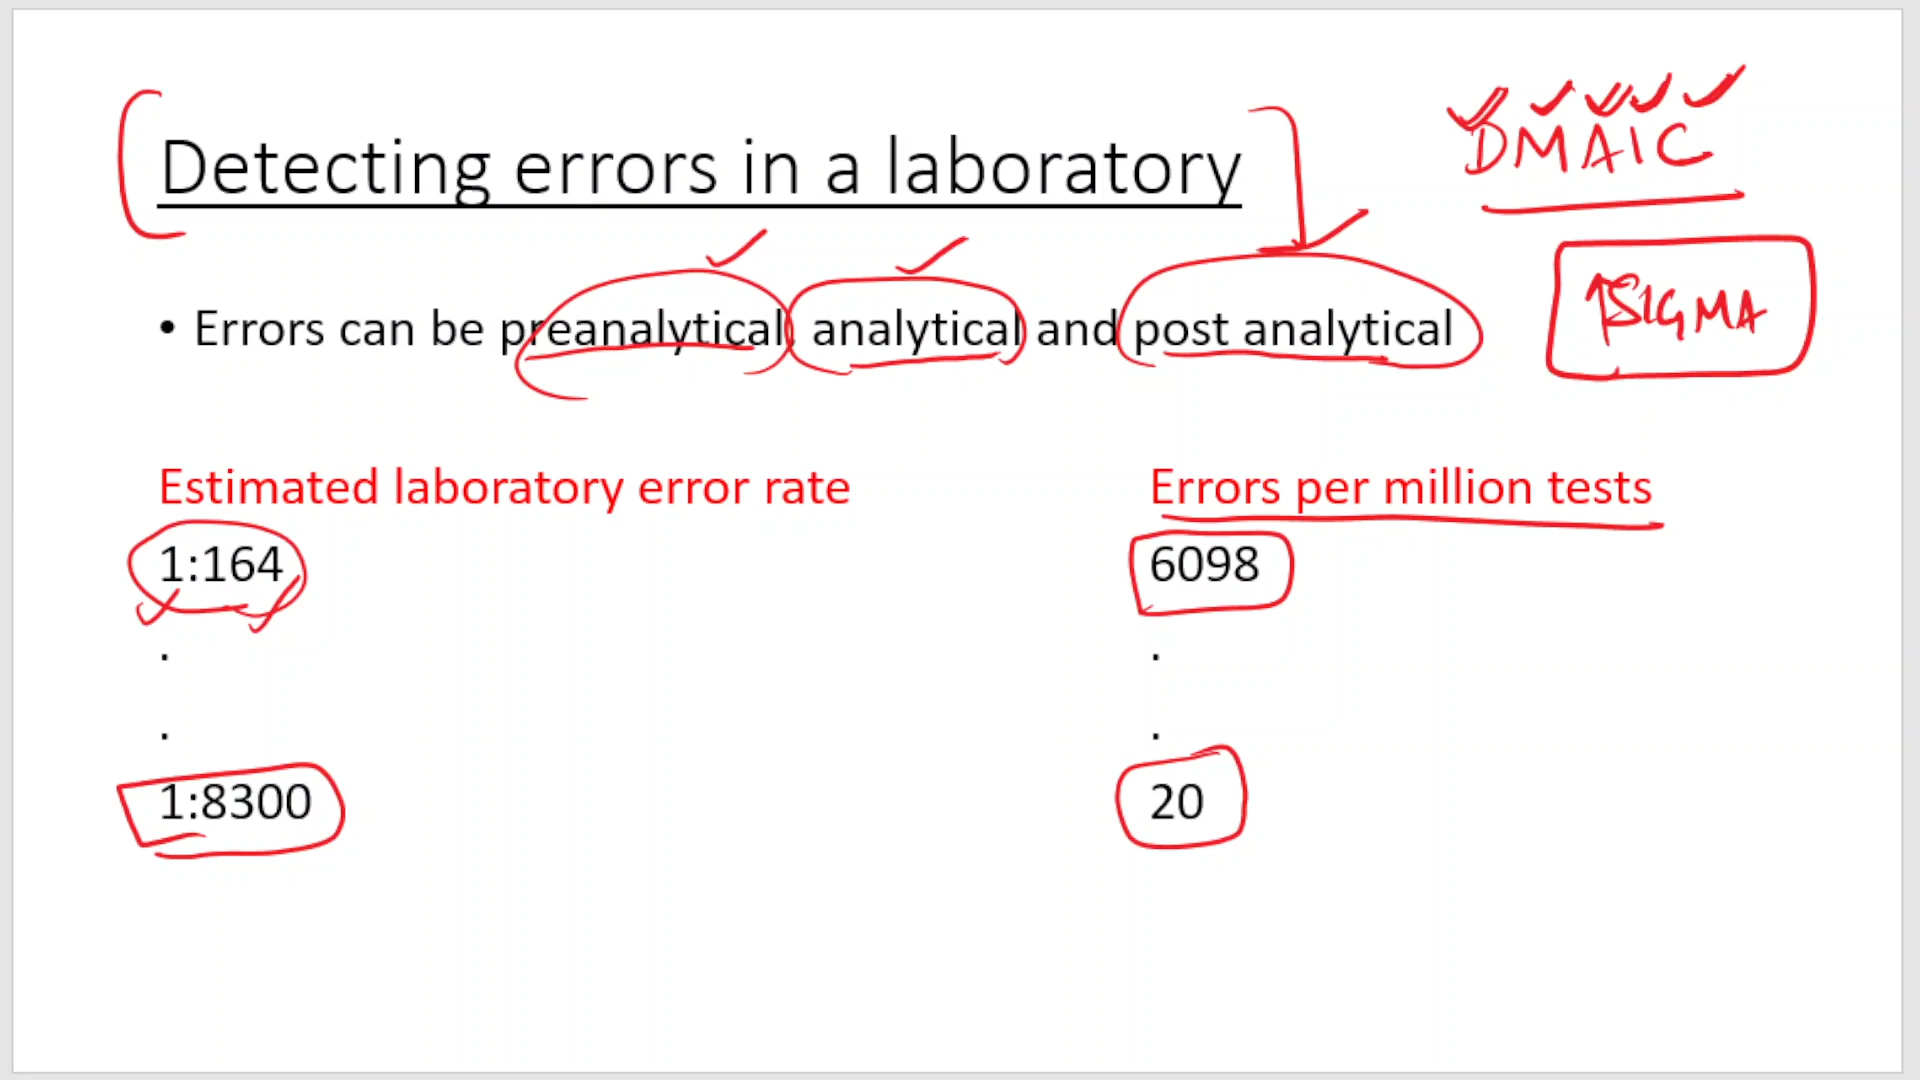 DMAIC
Detecting errors in a laboratory
↑SIGMA
• Errors can be preanalytical, analytical and post analytical
Estimated laboratory error rate
Errors per million tests
1:164
6098
.
.
.
.
1:8300
20